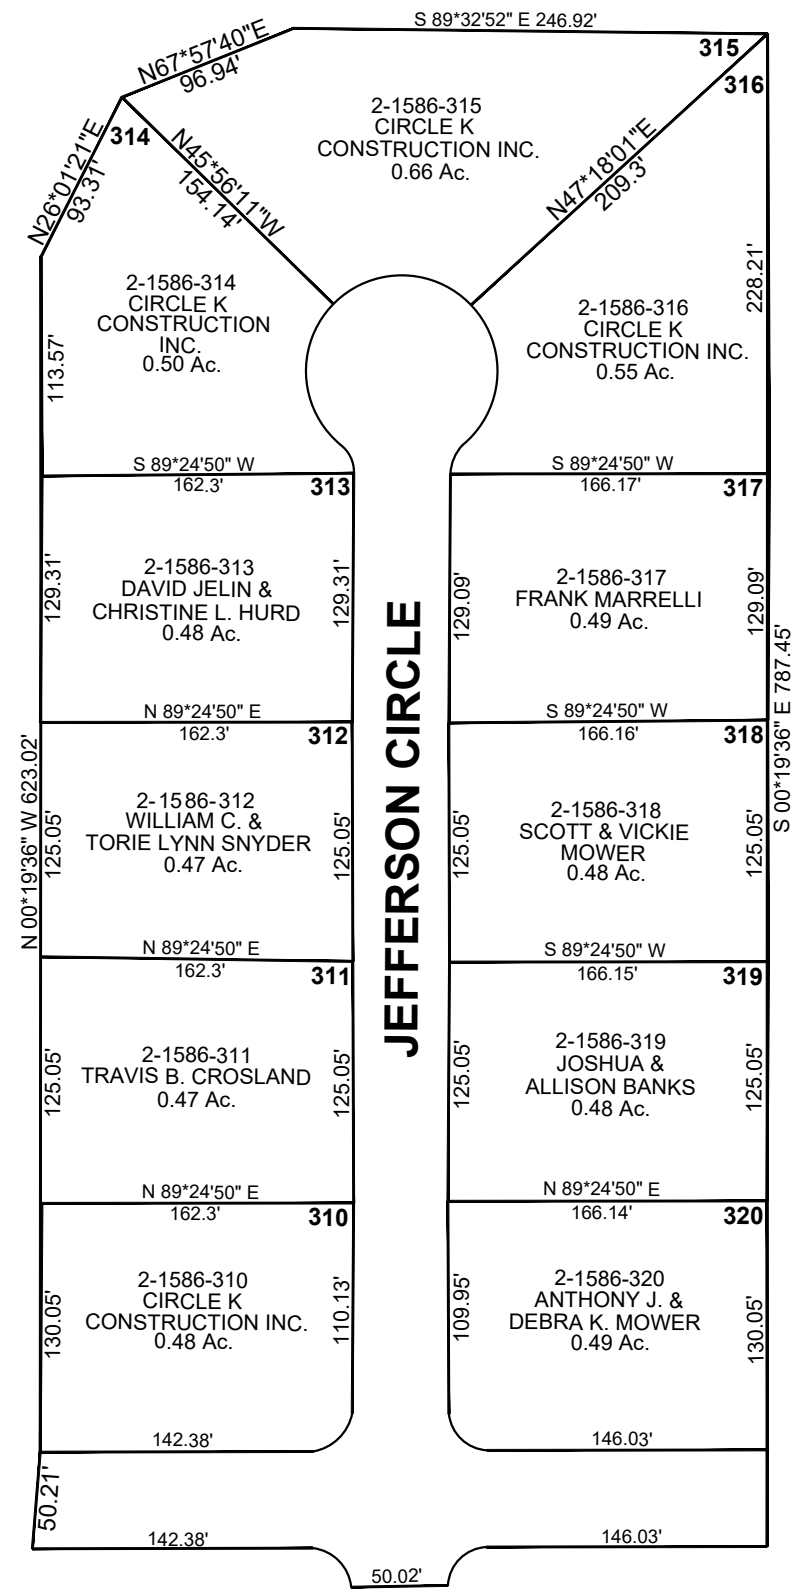 S 89*32'52" E 246.92'
N67*57'40"E
96.94'
315
316
314
N26*01'21"E
93.31'
N45*56'11"W
154.14'
2-1586-315
CIRCLE K
CONSTRUCTION INC.
0.66 Ac.
N47*18'01"E
209.3'
228.21'
2-1586-314
CIRCLE K
CONSTRUCTION
INC.
0.50 Ac.
113.57'
2-1586-316
CIRCLE K
CONSTRUCTION INC.
0.55 Ac.
S 89*24'50" W
162.3'
313
S 89*24'50" W
166.17'
317
129.31'
2-1586-313
DAVID JELIN &
CHRISTINE L. HURD
0.48 Ac.
129.31'
129.09'
2-1586-317
FRANK MARRELLI
0.49 Ac.
129.09'
S 00*19'36" E 787.45'
JEFFERSON CIRCLE
N 89*24'50" E
162.3'
312
S 89*24'50" W
166.16'
318
N 00*19'36" W 623.02'
125.05'
2-1586-312
WILLIAM C. &
TORIE LYNN SNYDER
0.47 Ac.
125.05'
125.05'
2-1586-318
SCOTT & VICKIE
MOWER
0.48 Ac.
125.05'
N 89*24'50" E
162.3'
311
S 89*24'50" W
166.15'
319
125.05'
2-1586-311
TRAVIS B. CROSLAND
0.47 Ac.
125.05'
125.05'
2-1586-319
JOSHUA &
ALLISON BANKS
0.48 Ac.
125.05'
N 89*24'50" E
162.3'
310
N 89*24'50" E
166.14'
320
130.05'
2-1586-310
CIRCLE K
CONSTRUCTION INC.
0.48 Ac.
110.13'
109.95'
2-1586-320
ANTHONY J. &
DEBRA K. MOWER
0.49 Ac.
130.05'
142.38'
146.03'
50.21'
142.38'
146.03'
50.02'